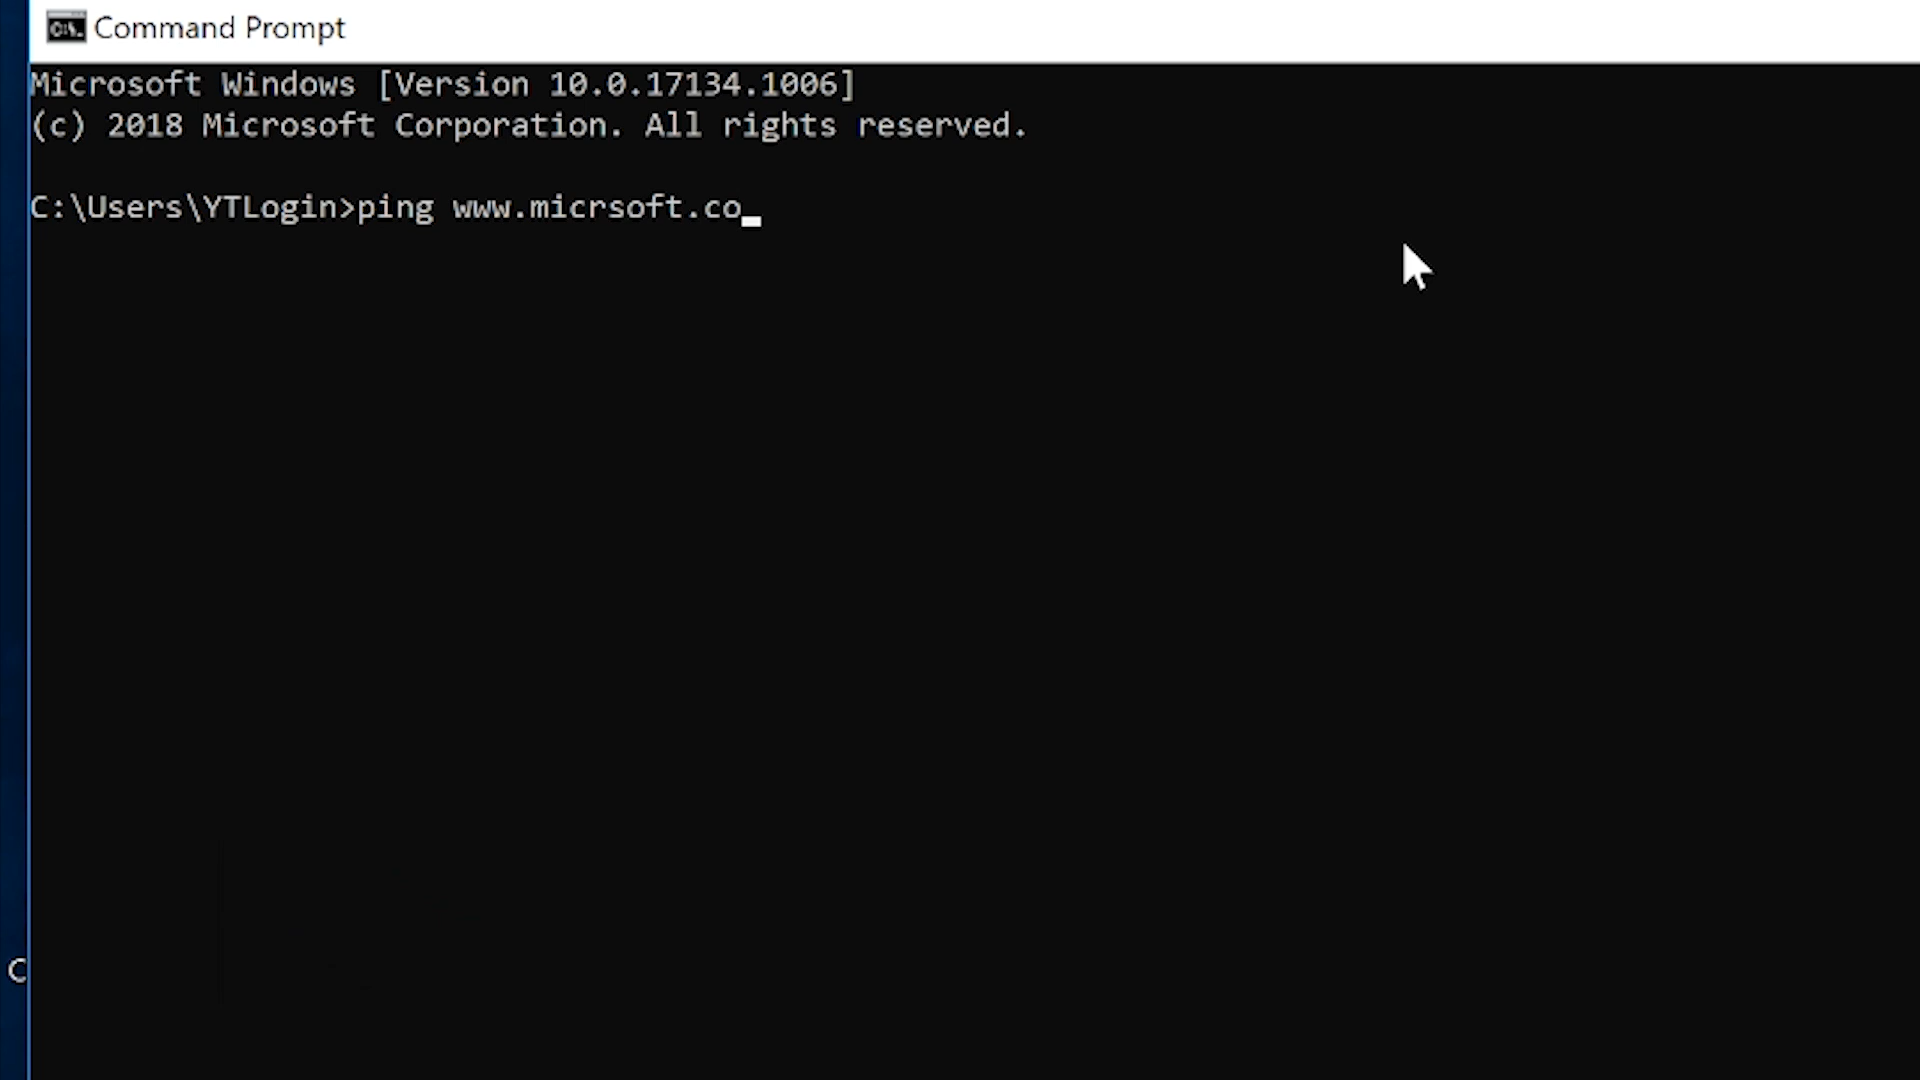 Command Prompt
Microsoft Windows [Version 10.0.17134.1006]
(c) 2018 Microsoft Corporation. All rights reserved.
C:\Users\YTLogin>ping www.micrsoft.co
C